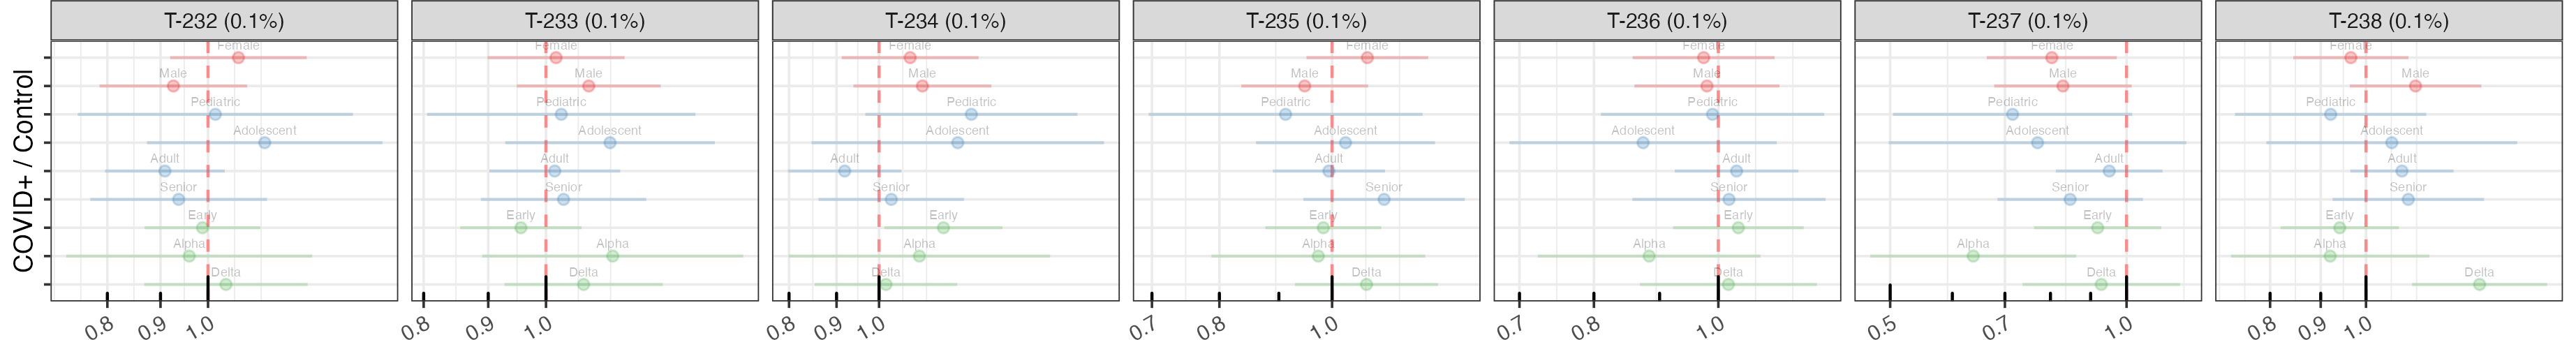 T-232 (0.1%)
T-233 (0.1%)
T-234 (0.1%)
T-235 (0.1%)
T-236 (0.1%)
T-237 (0.1%)
T-238 (0.1%)
COVID+ / Control
Female
Male
Pediatric
Adolescent
Adult
Senior
Early
Alpha
Delta
0.8
0.9
1.0
Female
Male
Pediatric
Adolescent
Adult
Senior
Early
Alpha
Delta
0.8
0.9
1.0
Female
Male
Pediatric
Adolescent
Adult
Senior
Early
Alpha
Delta
0.8
0.9
1.0
Female
Male
Pediatric
Adolescent
Adult
Senior
Early
Alpha
Delta
0.7
0.8
1.0
Female
Male
Pediatric
Adolescent
Adult
Senior
Early
Alpha
Delta
0.7
0.8
1.0
Female
Male
Pediatric
Adolescent
Adult
Senior
Early
Alpha
Delta
0.5
0.7
1.0
Female
Male
Pediatric
Adolescent
Adult
Senior
Early
Alpha
Delta
0.8
0.9
1.0